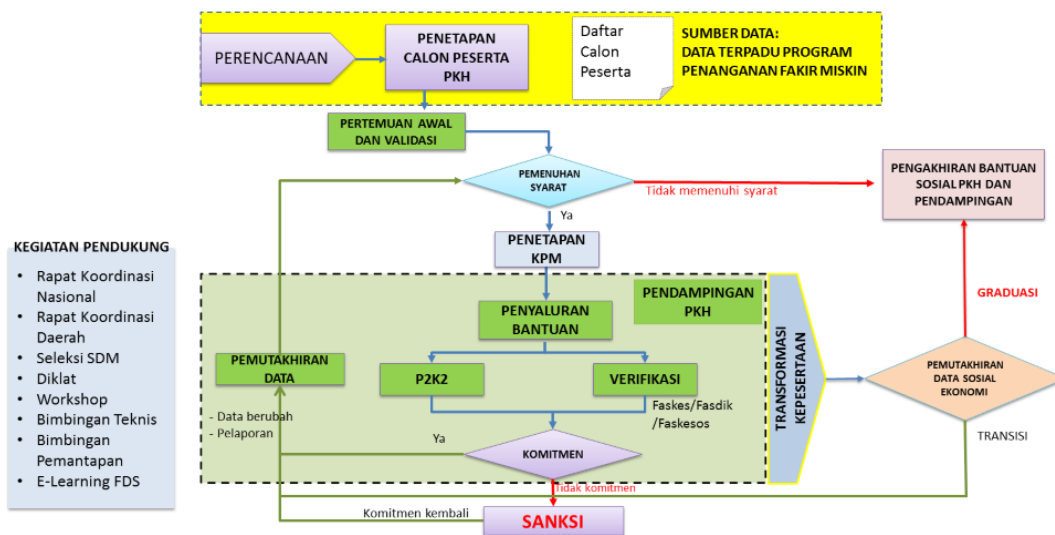 PERENCANAAN
PENETAPAN
CALON PESERTA
PKH
Daftar
Calon
Peserta
SUMBER DATA:
DATA TERPADU PROGRAM
PENANGANAN FAKIR MISKIN
PERTEMUAN AWAL
DAN VALIDASI
PEMENUHAN
SYARAT
Tidak memenuhi syarat
PENGAKHIRAN BANTUAN
SOSIAL PKH DAN
PENDAMPINGAN
Ya
PENETAPAN
KPM
KEGIATAN PENDUKUNG
• Rapat Koordinasi
Nasional
• Rapat Koordinasi
Daerah
• Seleksi SDM
• Diklat
• Workshop
• Bimbingan Teknis
• Bimbingan
Pemantapan
• E-Learning FDS
PENDAMPINGAN
PKH
PENYALURAN
BANTUAN
PEMUTAKHIRAN
DATA
P2K2
VERIFIKASI
Faskes/Fasdik
/Faskesos
- Data berubah
- Pelaporan
Ya
KOMITMEN
Tidak komitmen
Komitmen kembali
SANKSI
TRANSFORMASI
KEPESERTAAN
GRADUASI
PEMUTAKHIRAN
DATA SOSIAL
EKONOMI
TRANSISI